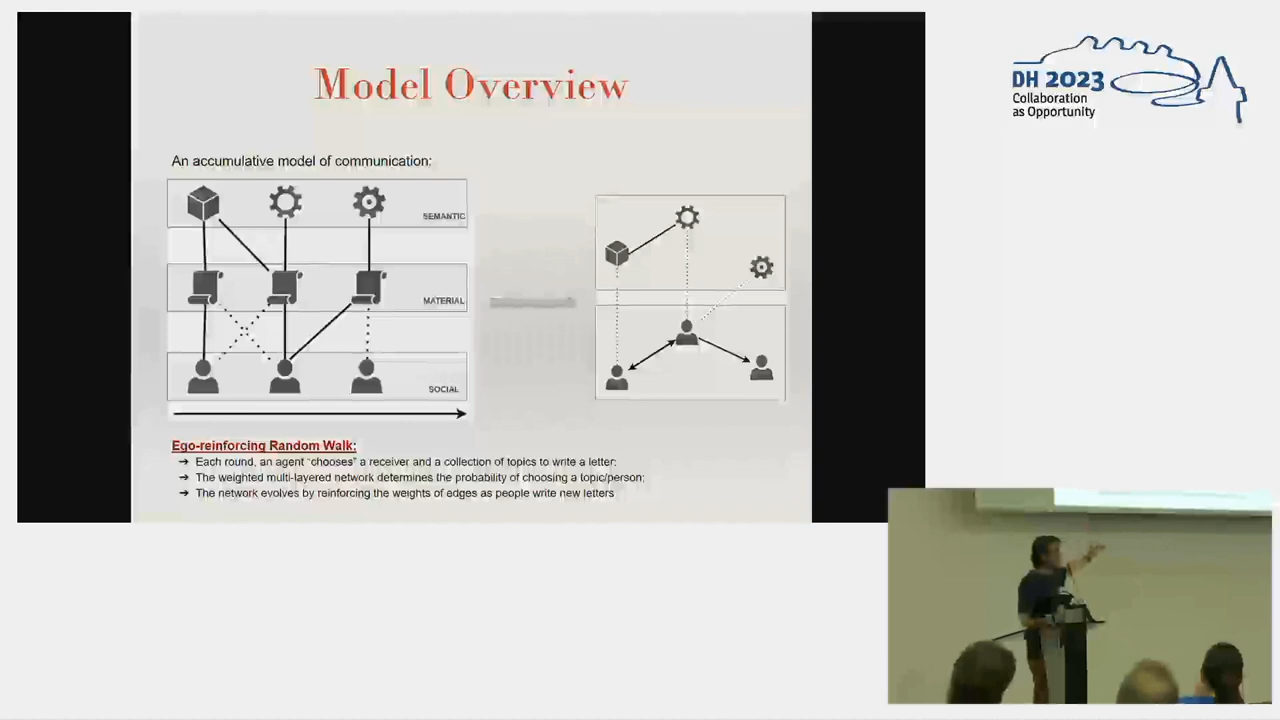 Model Overview
DH 2023
Collaboration
as Opportunity
An accumulative model of communication:
SEMANTIC
MATERIAL
SOCIAL
Ego-reinforcing Random Walk:
➔ Each round, an agent "chooses" a receiver and a collection of topics to write a letter;
➔ The weighted multi-layered network determines the probability of choosing a topic/person;
➔ The network evolves by reinforcing the weights of edges as people write new letters